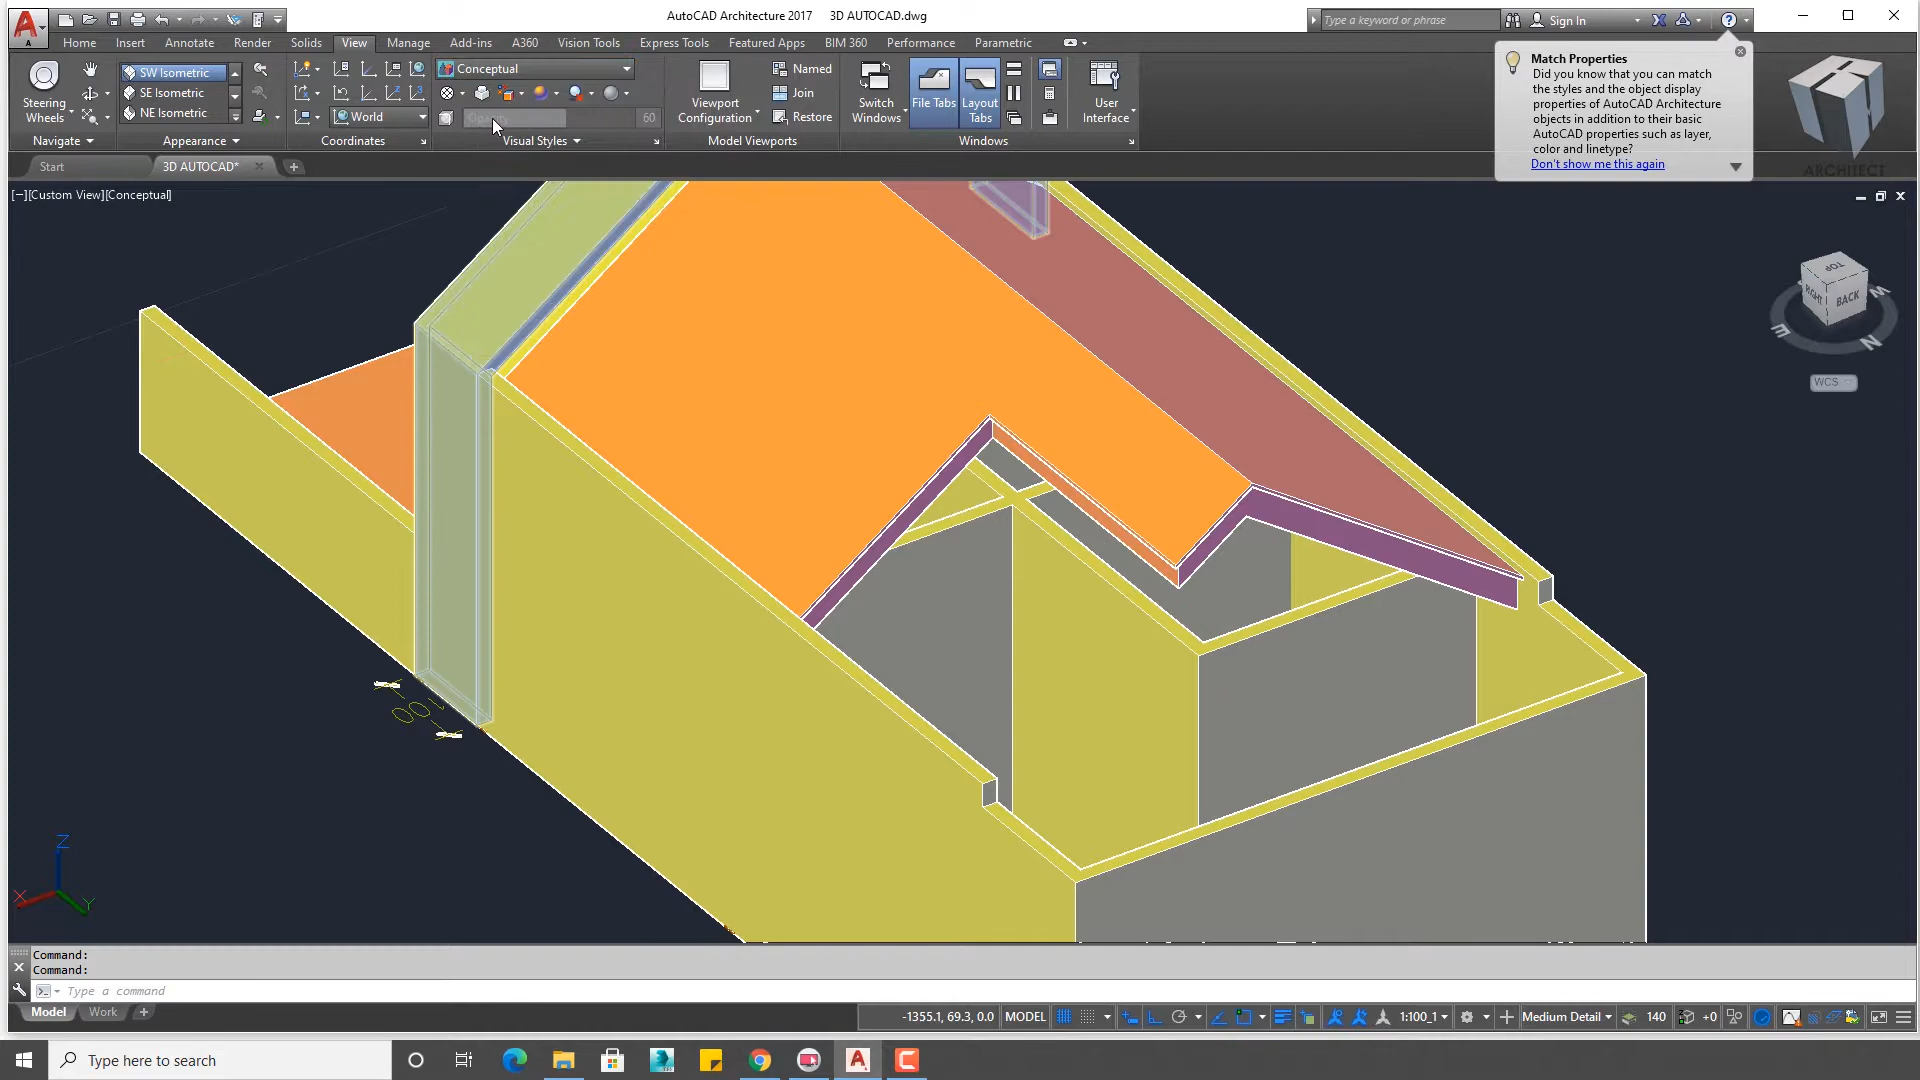 AutoCAD Architecture 2017 3D AUTOCAD.dwg
Type a keyword or phrase
Sign In
Home Insert Annotate Render Solids View Manage Add-ins A360 Vision Tools Express Tools Featured Apps BIM 360 Performance Parametric
Steering Wheels
Navigate
SW Isometric
SE Isometric
NE Isometric
Appearance
World
Coordinates
Conceptual
Opacity 60
Visual Styles
Viewport Configuration
Named
Join
Restore
Model Viewports
Switch Windows
File Tabs
Layout Tabs
Windows
User Interface
Match Properties
Did you know that you can match
the styles and the object display
properties of AutoCAD Architecture
objects in addition to their basic
AutoCAD properties such as layer,
color and linetype?
Don't show me this again
ARCHITECT
Start 3D AUTOCAD*
[−][Custom View][Conceptual]
TOP
RIGHT BACK
W
E
N
WCS
100
Z
X Y
Command:
Command:
Type a command
Model Work
-1355.1, 69.3, 0.0 MODEL 1:100_1 Medium Detail 140 +0
Type here to search